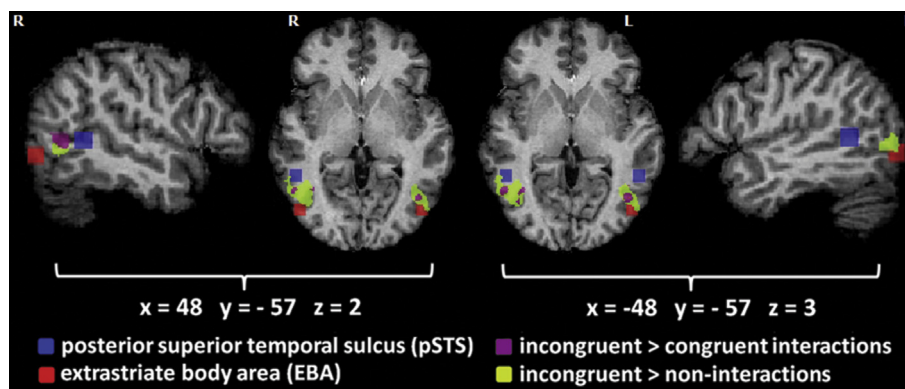 R
R
L
x = 48 y = - 57 z = 2
x = -48 y = - 57 z = 3
posterior superior temporal sulcus (pSTS)
extrastriate body area (EBA)
incongruent > congruent interactions
incongruent > non-interactions